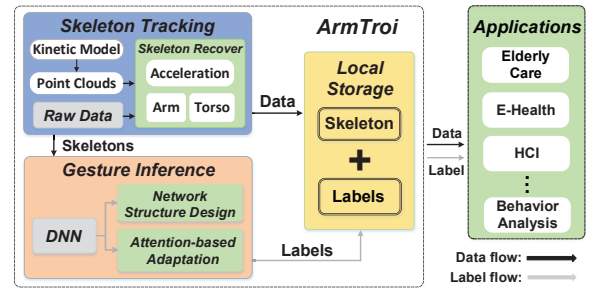 Skeleton Tracking
Kinetic Model
Point Clouds
Raw Data
Skeleton Recover
Acceleration
Arm
Torso
Skeletons
Gesture Inference
DNN
Network
Structure Design
Attention-based
Adaptation
ArmTroi
Data
Local
Storage
Skeleton
+
Labels
Labels
Data
Label
Applications
Elderly
Care
E-Health
HCI
⋮
Behavior
Analysis
Data flow:
Label flow: